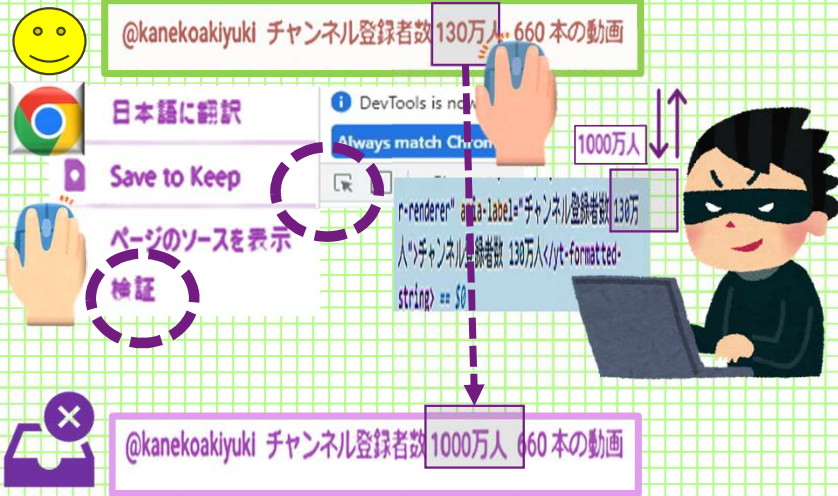 @kanekoakiyuki チャンネル登録者数 130万人 660 本の動画
日本語に翻訳
DevTools is now
Always match Chrom
1000万人
Save to Keep
r-renderer" aria-label="チャンネル登録者数 130万
人">チャンネル登録者数 130万人</yt-formatted-
string> == $0
ページのソースを表示
検証
@kanekoakiyuki チャンネル登録者数 1000万人 660 本の動画